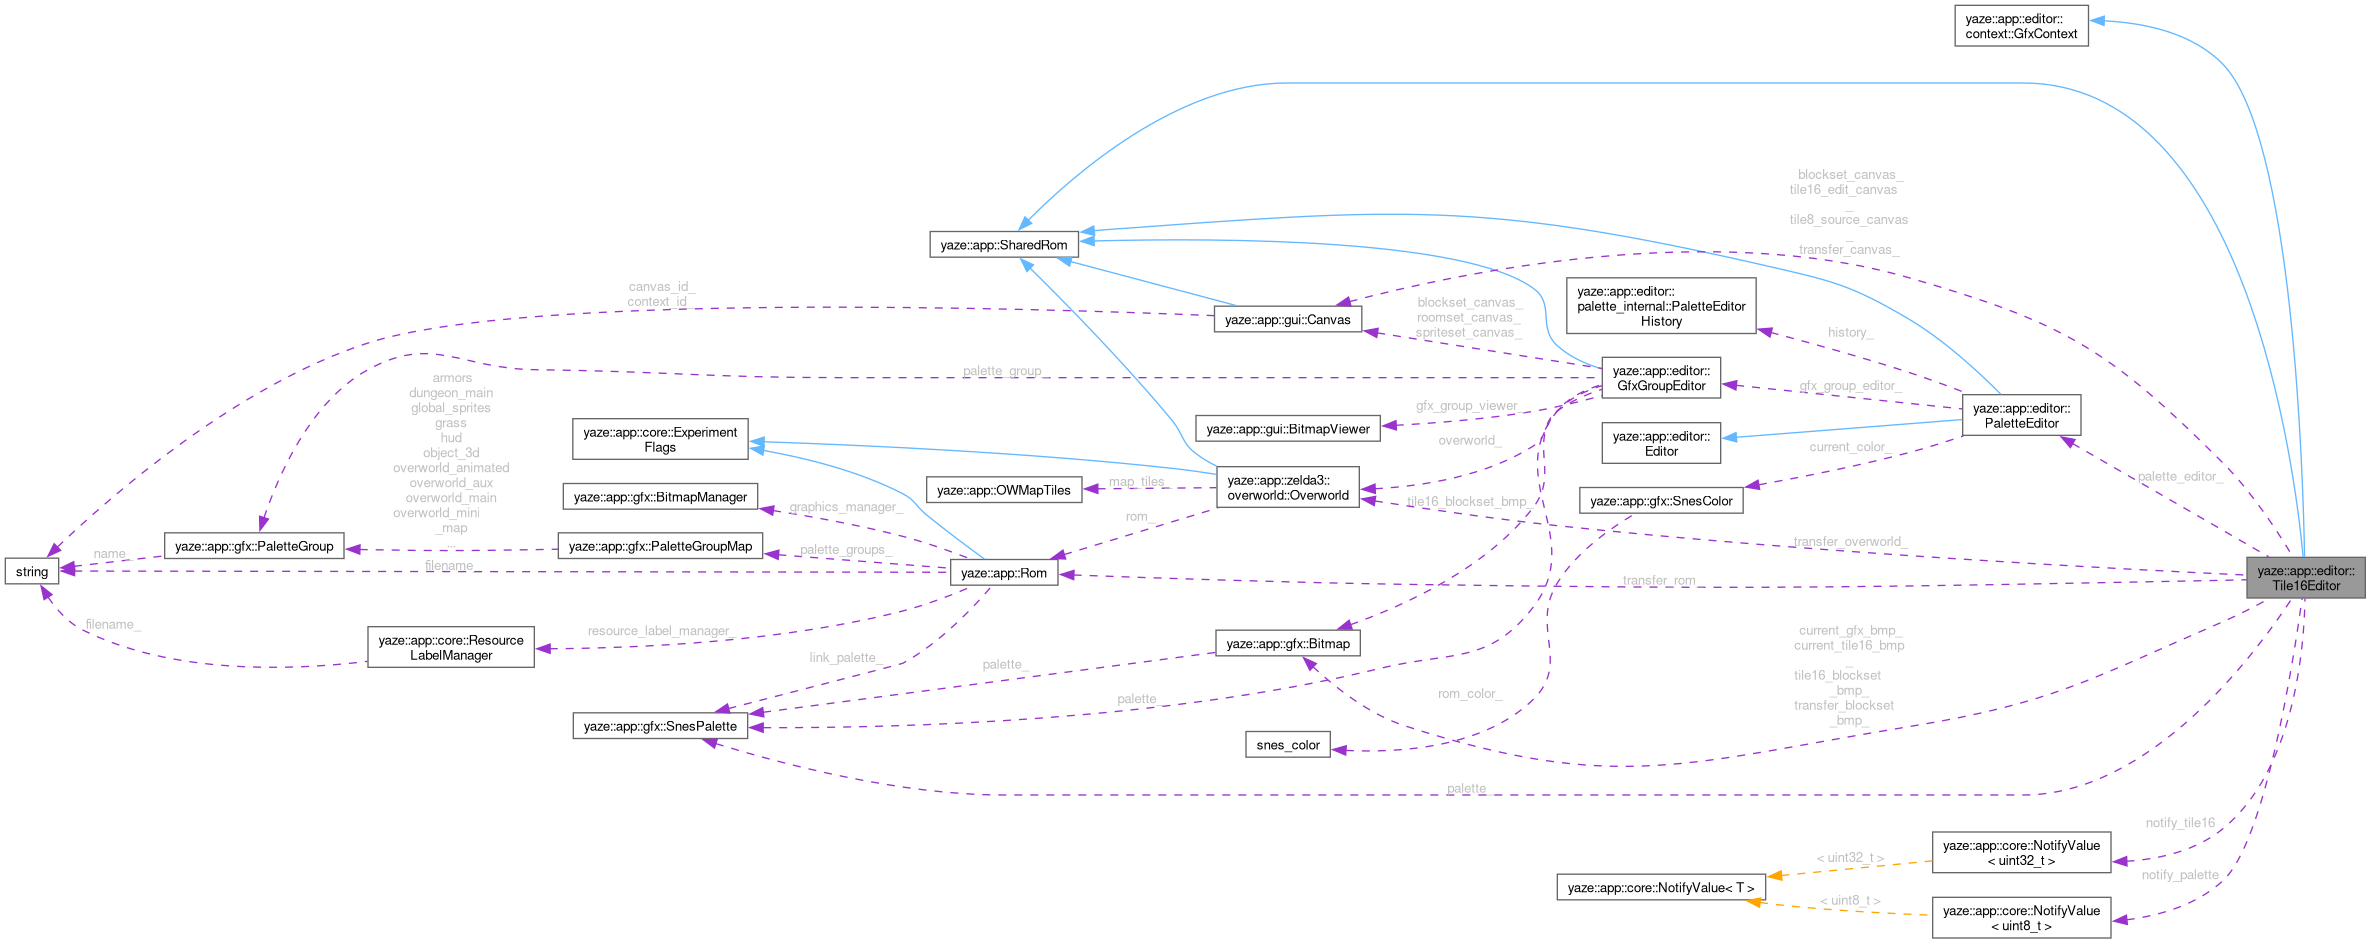 yaze::app::editor::
context::GfxContext
blockset_canvas_
tile16_edit_canvas
_
tile8_source_canvas
_
transfer_canvas_
yaze::app::SharedRom
canvas_id_
context_id_
yaze::app::gui::Canvas
blockset_canvas_
roomset_canvas_
spriteset_canvas_
yaze::app::editor::
palette_internal::PaletteEditor
History
history_
yaze::app::editor::
GfxGroupEditor
palette_group_
gfx_group_editor_
gfx_group_viewer_
yaze::app::editor::
PaletteEditor
armors
dungeon_main
global_sprites
grass
hud
object_3d
overworld_animated
overworld_aux
overworld_main
overworld_mini
_map
...
yaze::app::core::Experiment
Flags
yaze::app::gui::BitmapViewer
yaze::app::editor::
Editor
overworld_
current_color_
palette_editor_
yaze::app::gfx::BitmapManager
yaze::app::OWMapTiles
map_tiles_
yaze::app::zelda3::
overworld::Overworld
yaze::app::gfx::SnesColor
tile16_blockset_bmp_
graphics_manager_
rom_
transfer_overworld_
name_
yaze::app::gfx::PaletteGroup
yaze::app::gfx::PaletteGroupMap
palette_groups_
string
filename_
yaze::app::Rom
transfer_rom_
yaze::app::editor::
Tile16Editor
filename_
yaze::app::core::Resource
LabelManager
resource_label_manager_
link_palette_
palette_
yaze::app::gfx::Bitmap
current_gfx_bmp_
current_tile16_bmp
_
tile16_blockset
_bmp_
transfer_blockset
_bmp_
yaze::app::gfx::SnesPalette
palette_
rom_color_
snes_color
palette_
notify_tile16
yaze::app::core::NotifyValue
< uint32_t >
< uint32_t >
yaze::app::core::NotifyValue< T >
< uint8_t >
notify_palette
yaze::app::core::NotifyValue
< uint8_t >